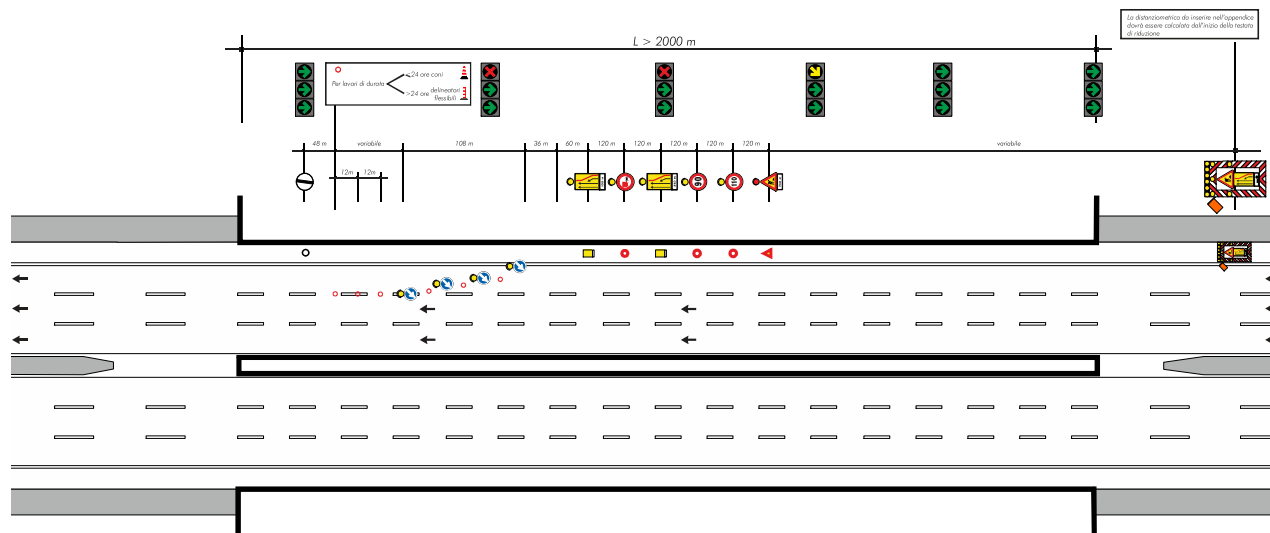 La distanziometrica da inserire nell'appendice
dovrà essere calcolata dall'inizio della testata
di riduzione
L > 2000 m
Per lavori di durata
<24 ore coni
>24 ore delineatori
flessibili
48 m
variabile
108 m
36 m
60 m
120 m
120 m
120 m
120 m
120 m
variabile
12m
12m
90
110